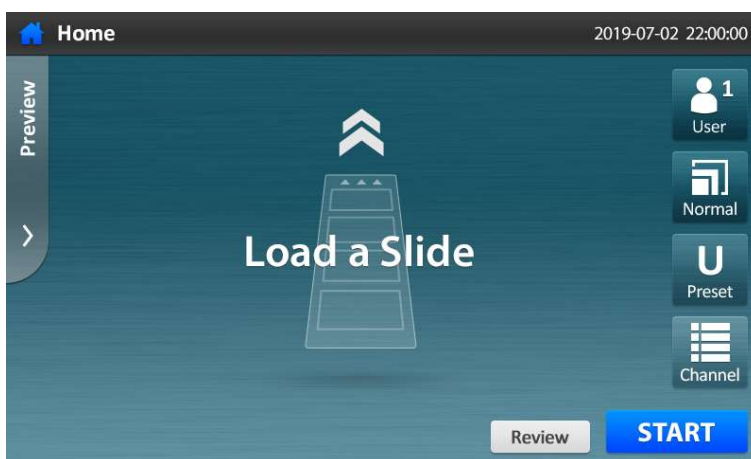 Home
2019-07-02 22:00:00
Preview
1
User
Normal
Load a Slide
U
Preset
Channel
Review
START